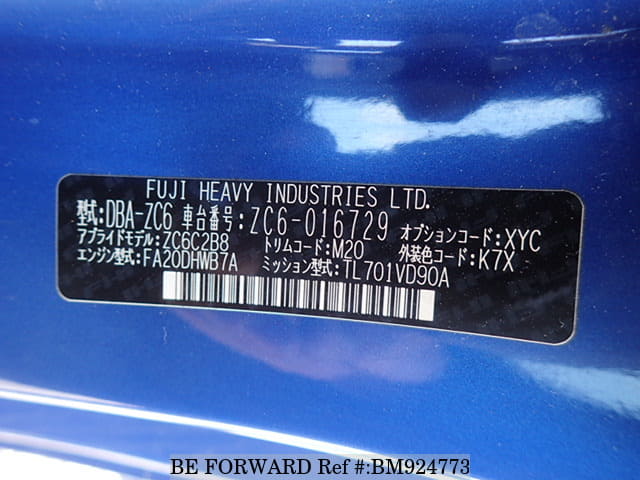 FUJI HEAVY INDUSTRIES LTD.
型式:DBA-ZC6 車台番号:ZC6-016729 オプションコード:XYC
アプライドモデル:ZC6C2B8 トリムコード:M20 外装色コード:K7X
エンジン型式:FA20DHWB7A ミッション型式:TL701VD90A
BE FORWARD Ref #:BM924773